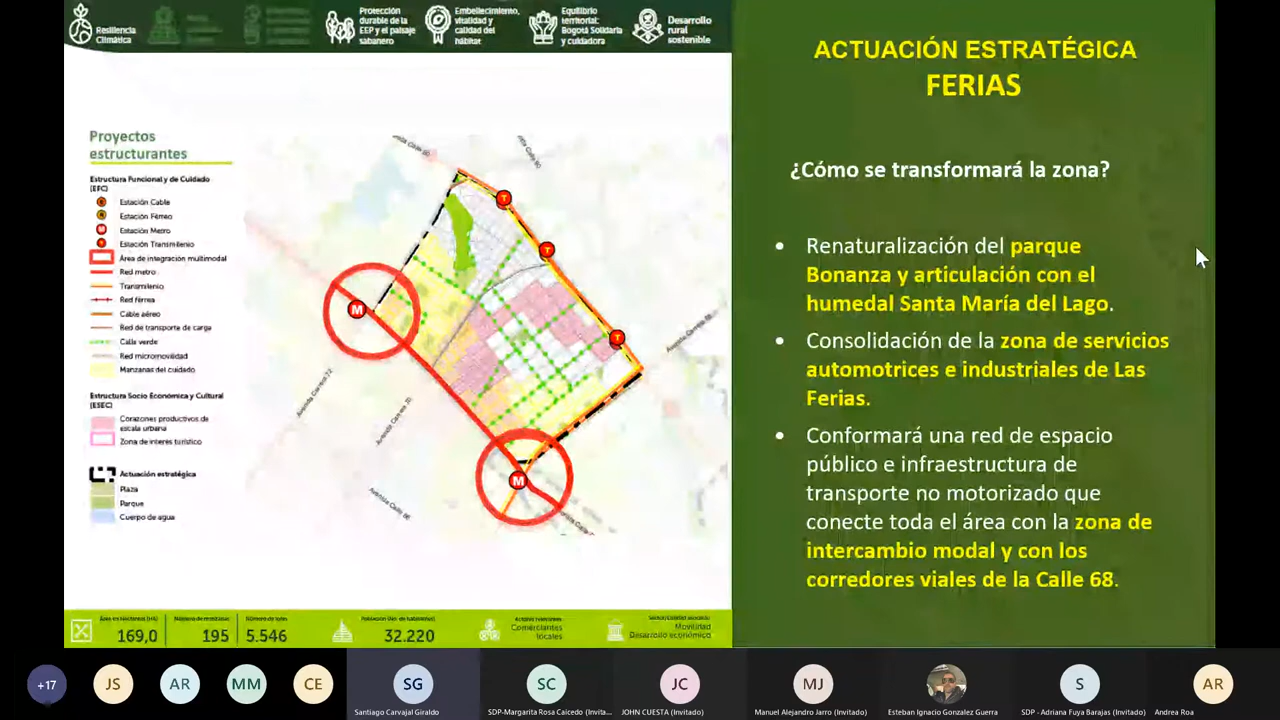 Resiliencia
Climática
Protección
durable de la
EEP y el paisaje
sabanero
Embellecimiento,
vitalidad y
calidad del
hábitat
Equilibrio
territorial:
Bogotá Solidaria
y cuidadora
Desarrollo
rural
sostenible
Proyectos
estructurantes
Estructura Funcional y de Cuidado
(EFC)
Estación Cable
Estación Férreo
Estación Metro
Estación Transmilenio
Área de integración multimodal
Red metro
Transmilenio
Red férrea
Cable aéreo
Red de transporte de carga
Calle verde
Red micromovilidad
Manzanas del cuidado
Estructura Socio Económica y Cultural
(ESEC)
Corazones productivos de
escala urbana
Zona de interés turístico
Actuación estratégica
Plaza
Parque
Cuerpo de agua
T
T
T
M
M
Avenida Carrera 72
Avenida Calle 68
ACTUACIÓN ESTRATÉGICA
FERIAS
¿Cómo se transformará la zona?
• Renaturalización del parque
Bonanza y articulación con el
humedal Santa María del Lago.
• Consolidación de la zona de servicios
automotrices e industriales de Las
Ferias.
• Conformará una red de espacio
público e infraestructura de
transporte no motorizado que
conecte toda el área con la zona de
intercambio modal y con los
corredores viales de la Calle 68.
169,0
195
Número de lotes
5.546
32.220
Comerciantes
locales
Movilidad
Desarrollo económico
+17
JS
AR
MM
CE
SG
SC
JC
MJ
S
AR
Santiago Carvajal Giraldo
SDP-Margarita Rosa Caicedo (Invita...
JOHN CUESTA (Invitado)
Manuel Alejandro Jarro (Invitado)
Esteban Ignacio Gonzalez Guerra
SDP - Adriana Fuya Barajas (Invitado)
Andrea Roa